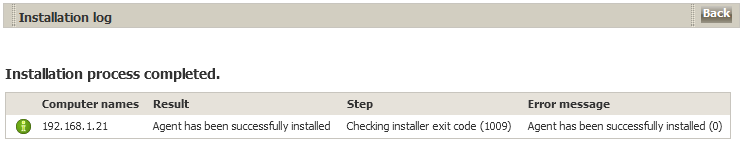 Installation log
Back
Installation process completed.
Computer names Result Step Error message
192.168.1.21 Agent has been successfully installed Checking installer exit code (1009) Agent has been successfully installed (0)